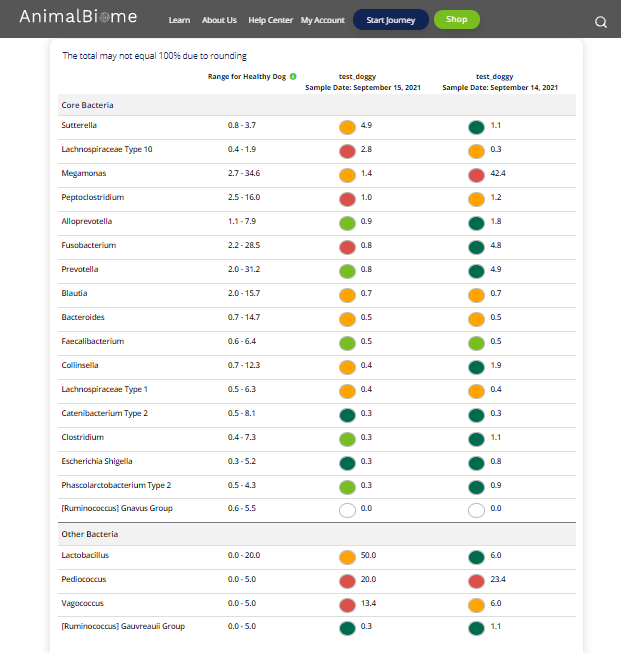 AnimalBiome Learn About Us Help Center My Account Start Journey Shop
The total may not equal 100% due to rounding
Range for Healthy Dog test_doggy test_doggy
Sample Date: September 15, 2021 Sample Date: September 14, 2021
Core Bacteria
Sutterella 0.8 - 3.7 4.9 1.1
Lachnospiraceae Type 10 0.4 - 1.9 2.8 0.3
Megamonas 2.7 - 34.6 1.4 42.4
Peptoclostridium 2.5 - 16.0 1.0 1.2
Alloprevotella 1.1 - 7.9 0.9 1.8
Fusobacterium 2.2 - 28.5 0.8 4.8
Prevotella 2.0 - 31.2 0.8 4.9
Blautia 2.0 - 15.7 0.7 0.7
Bacteroides 0.7 - 14.7 0.5 0.5
Faecalibacterium 0.6 - 6.4 0.5 0.5
Collinsella 0.7 - 12.3 0.4 1.9
Lachnospiraceae Type 1 0.5 - 6.3 0.4 0.4
Catenibacterium Type 2 0.5 - 8.1 0.3 0.3
Clostridium 0.4 - 7.3 0.3 1.1
Escherichia Shigella 0.3 - 5.2 0.3 0.8
Phascolarctobacterium Type 2 0.5 - 4.3 0.3 0.9
[Ruminococcus] Gnavus Group 0.6 - 5.5 0.0 0.0
Other Bacteria
Lactobacillus 0.0 - 20.0 50.0 6.0
Pediococcus 0.0 - 5.0 20.0 23.4
Vagococcus 0.0 - 5.0 13.4 6.0
[Ruminococcus] Gauvreauii Group 0.0 - 5.0 0.3 1.1